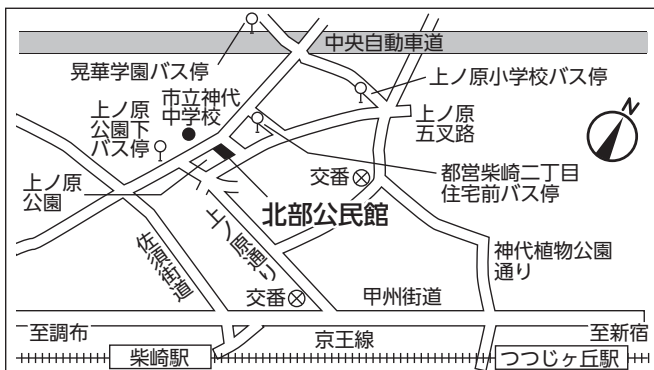 中央自動車道
晃華学園バス停
市立神代
中学校
上ノ原小学校バス停
上ノ原
公園下
バス停
上ノ原
五叉路
都営柴崎二丁目
住宅前バス停
交番
上ノ原
公園
北部公民館
上ノ原通り
佐須街道
神代植物公園
通り
交番
甲州街道
至調布
京王線
至新宿
柴崎駅
つつじヶ丘駅
N